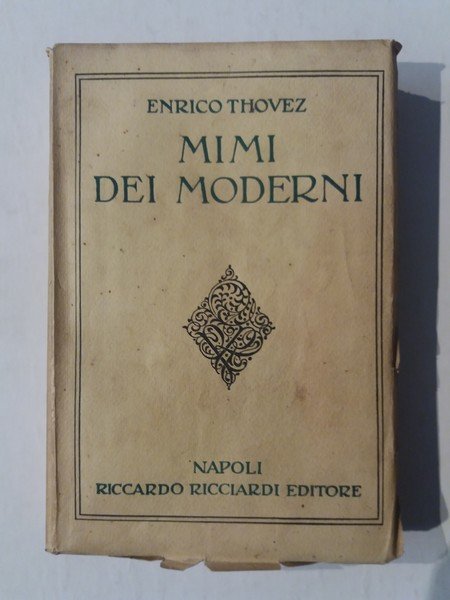 ENRICO THOVEZ
MIMI
DEI MODERNI
NAPOLI
RICCARDO RICCIARDI EDITORE